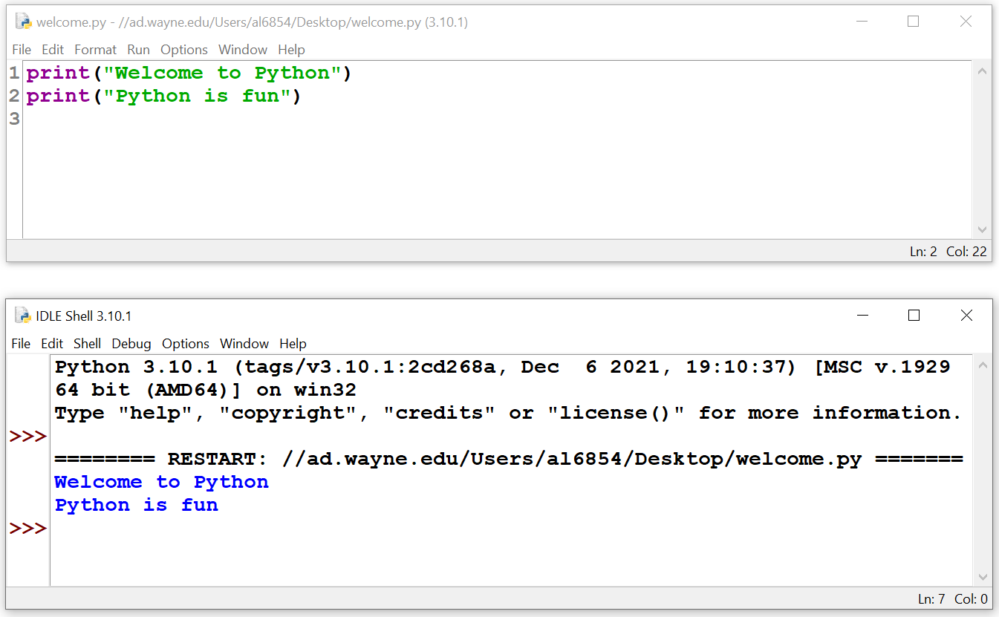 welcome.py - //ad.wayne.edu/Users/al6854/Desktop/welcome.py (3.10.1)
File Edit Format Run Options Window Help
1 print("Welcome to Python")
2 print("Python is fun")
3
Ln: 2 Col: 22
IDLE Shell 3.10.1
File Edit Shell Debug Options Window Help
Python 3.10.1 (tags/v3.10.1:2cd268a, Dec  6 2021, 19:10:37) [MSC v.1929
64 bit (AMD64)] on win32
Type "help", "copyright", "credits" or "license()" for more information.
>>>
======== RESTART: //ad.wayne.edu/Users/al6854/Desktop/welcome.py =======
Welcome to Python
Python is fun
>>>
Ln: 7 Col: 0